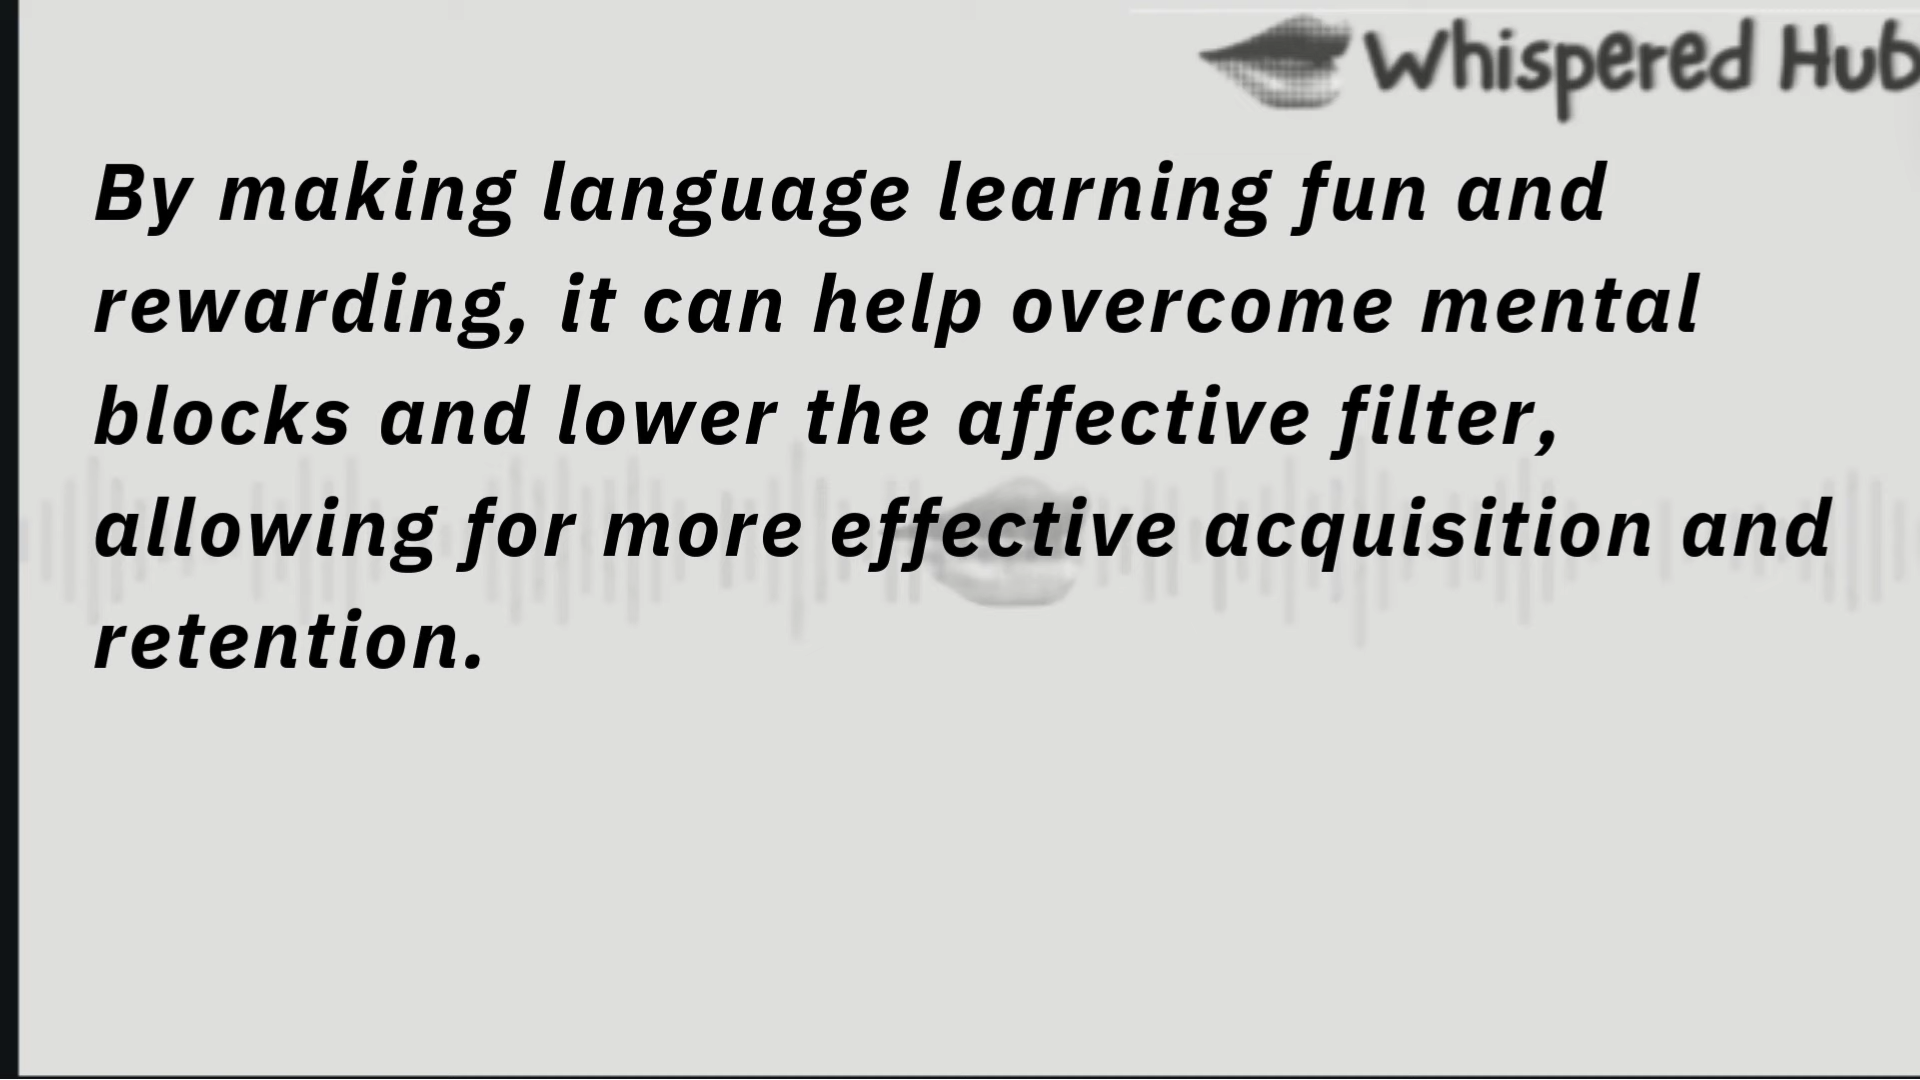 Whispered Hub
By making language learning fun and
rewarding, it can help overcome mental
blocks and lower the affective filter,
allowing for more effective acquisition and
retention.